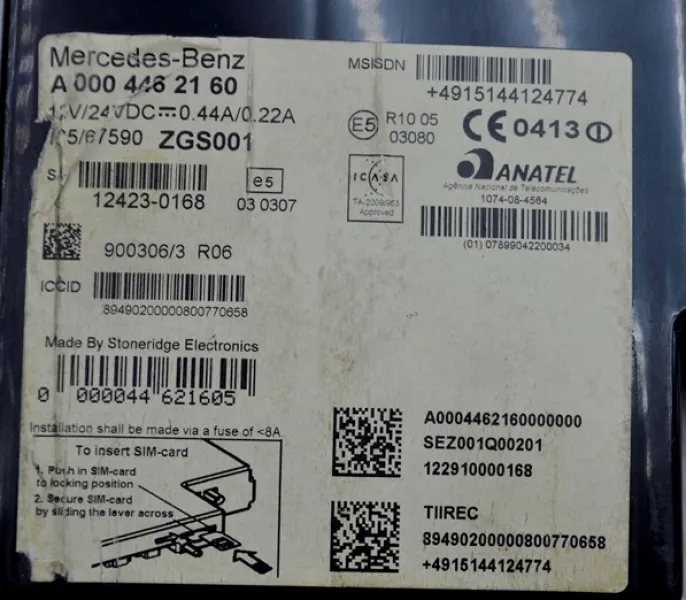 Mercedes-Benz
A 000 446 21 60
12V/24VDC⎓0.44A/0.22A
/67590 ZGS001
12423-0168
e5
03 0307
900306/3 R06
ICCID
89490200000800770658
Made By Stoneridge Electronics
0 000044 621605
Installation shall be made via a fuse of <8A
To insert SIM-card
1. Push in SIM-card
to locking position
2. Secure SIM-card
by sliding the lever across
MSISDN
+4915144124774
E5
R10 05
03080
CE 0413
ICASA
TA-2009/953
Approved
ANATEL
Agência Nacional de Telecomunicações
1074-08-4564
(01) 07899042200034
A0004462160000000
SEZ001Q00201
122910000168
TIIREC
89490200000800770658
+4915144124774